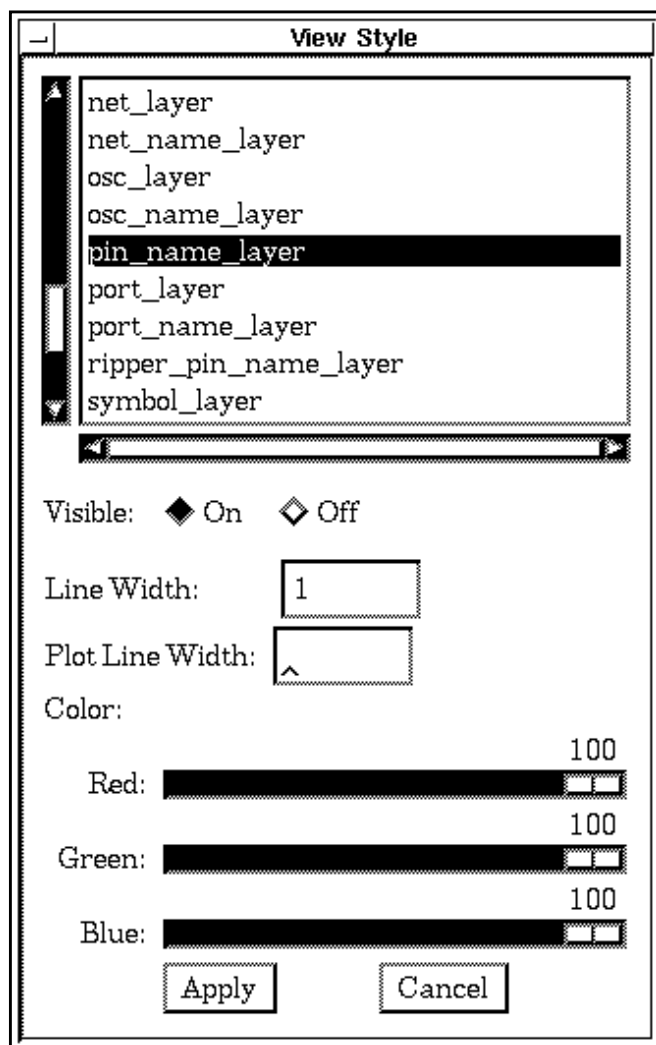 View Style
net_layer
net_name_layer
osc_layer
osc_name_layer
pin_name_layer
port_layer
port_name_layer
ripper_pin_name_layer
symbol_layer
Visible: On Off
Line Width: 1
Plot Line Width:
Color:
100
Red:
100
Green:
100
Blue:
Apply Cancel